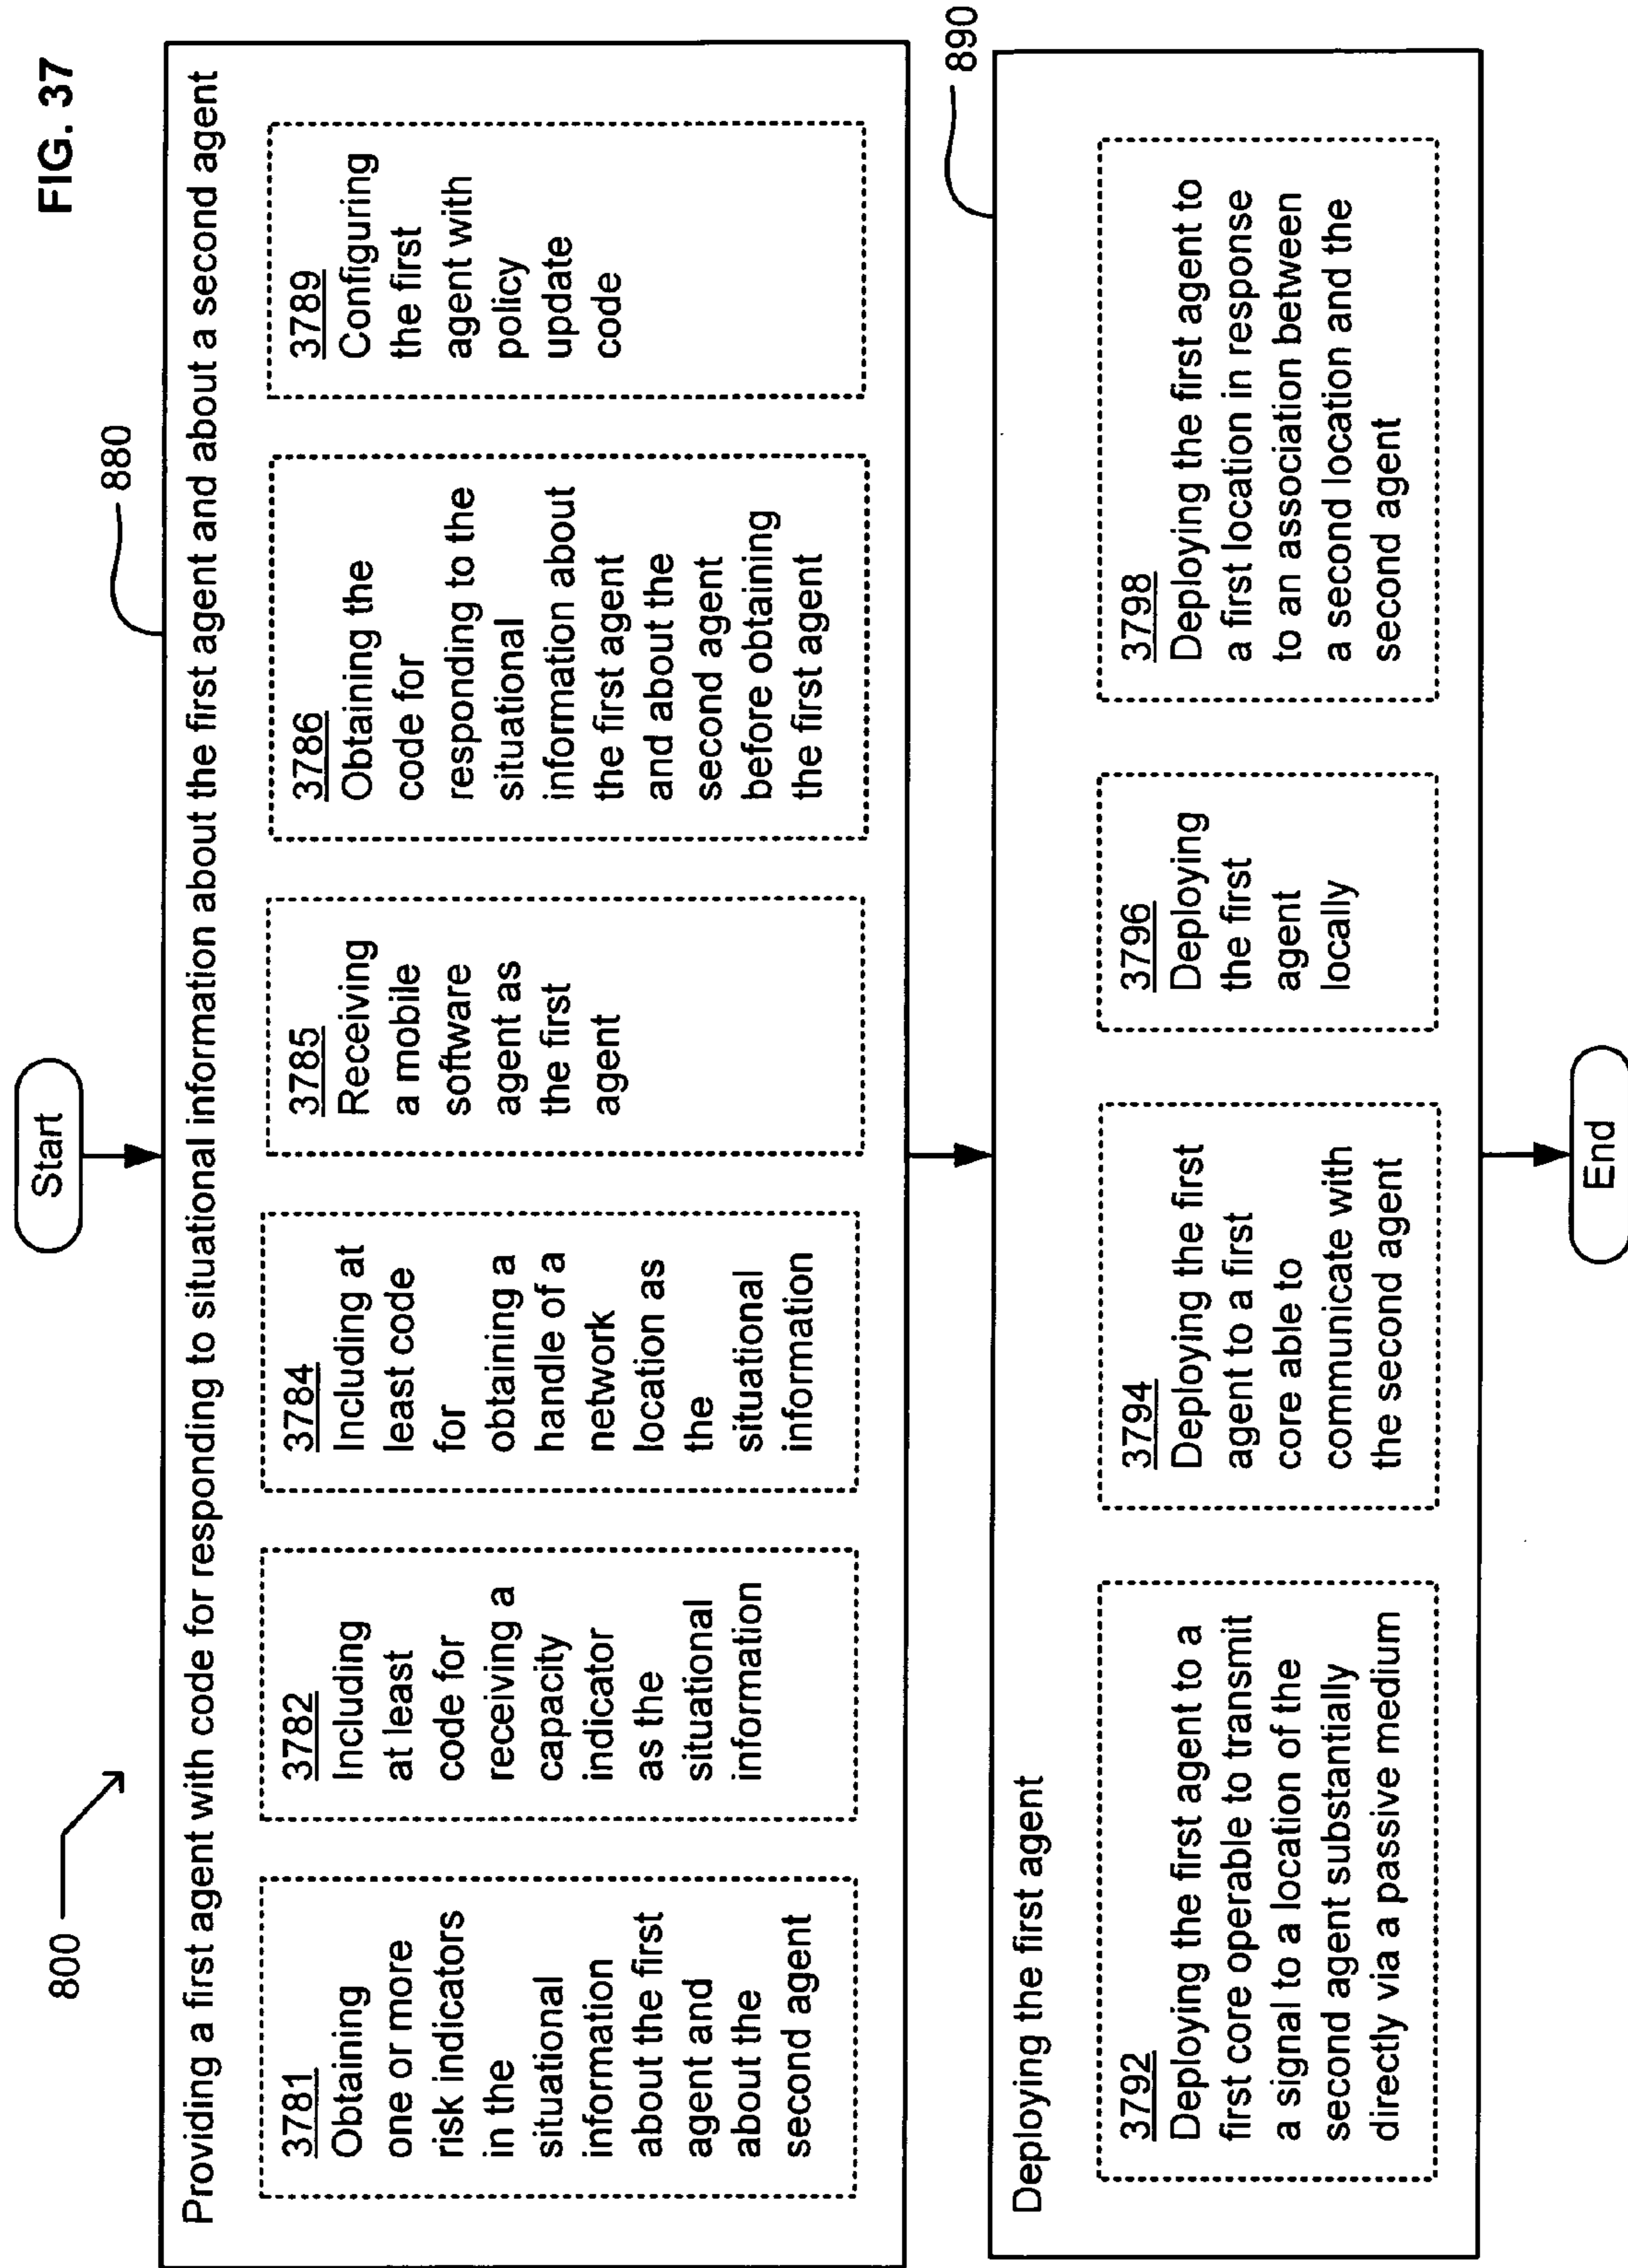 FIG. 37
800
Start
880
Providing a first agent with code for responding to situational information about the first agent and about a second agent
3781
Obtaining
one or more
risk indicators
in the
situational
information
about the first
agent and
about the
second agent
3782
Including
at least
code for
receiving a
capacity
indicator
as the
situational
information
3784
Including at
least code
for
obtaining a
handle of a
network
location as
the
situational
information
3785
Receiving
a mobile
software
agent as
the first
agent
3786
Obtaining the
code for
responding to the
situational
information about
the first agent
and about the
second agent
before obtaining
the first agent
3789
Configuring
the first
agent with
policy
update
code
890
Deploying the first agent
3792
Deploying the first agent to a
first core operable to transmit
a signal to a location of the
second agent substantially
directly via a passive medium
3794
Deploying the first
agent to a first
core able to
communicate with
the second agent
3796
Deploying
the first
agent
locally
3798
Deploying the first agent to
a first location in response
to an association between
a second location and the
second agent
End